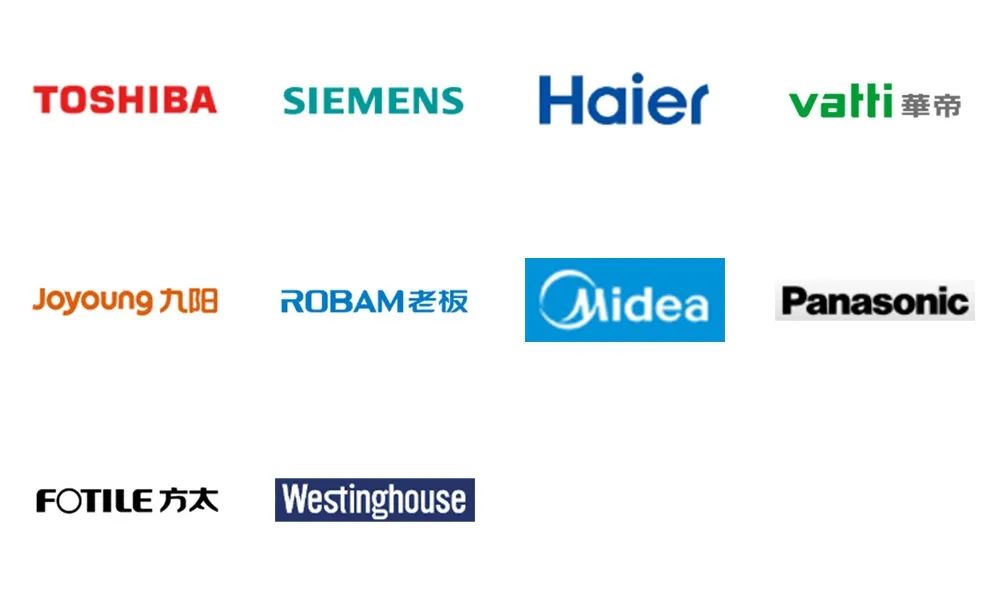 TOSHIBA
SIEMENS
Haier
vatti 華帝
Joyoung 九阳
ROBAM 老板
Midea
Panasonic
FOTILE 方太
Westinghouse